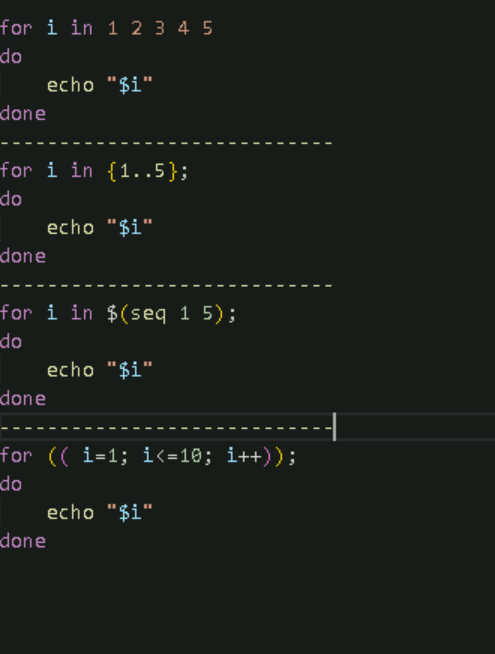 for i in 1 2 3 4 5
do
    echo "$i"
done
----------------------------
for i in {1..5};
do
    echo "$i"
done
----------------------------
for i in $(seq 1 5);
do
    echo "$i"
done
----------------------------
for (( i=1; i<=10; i++));
do
    echo "$i"
done